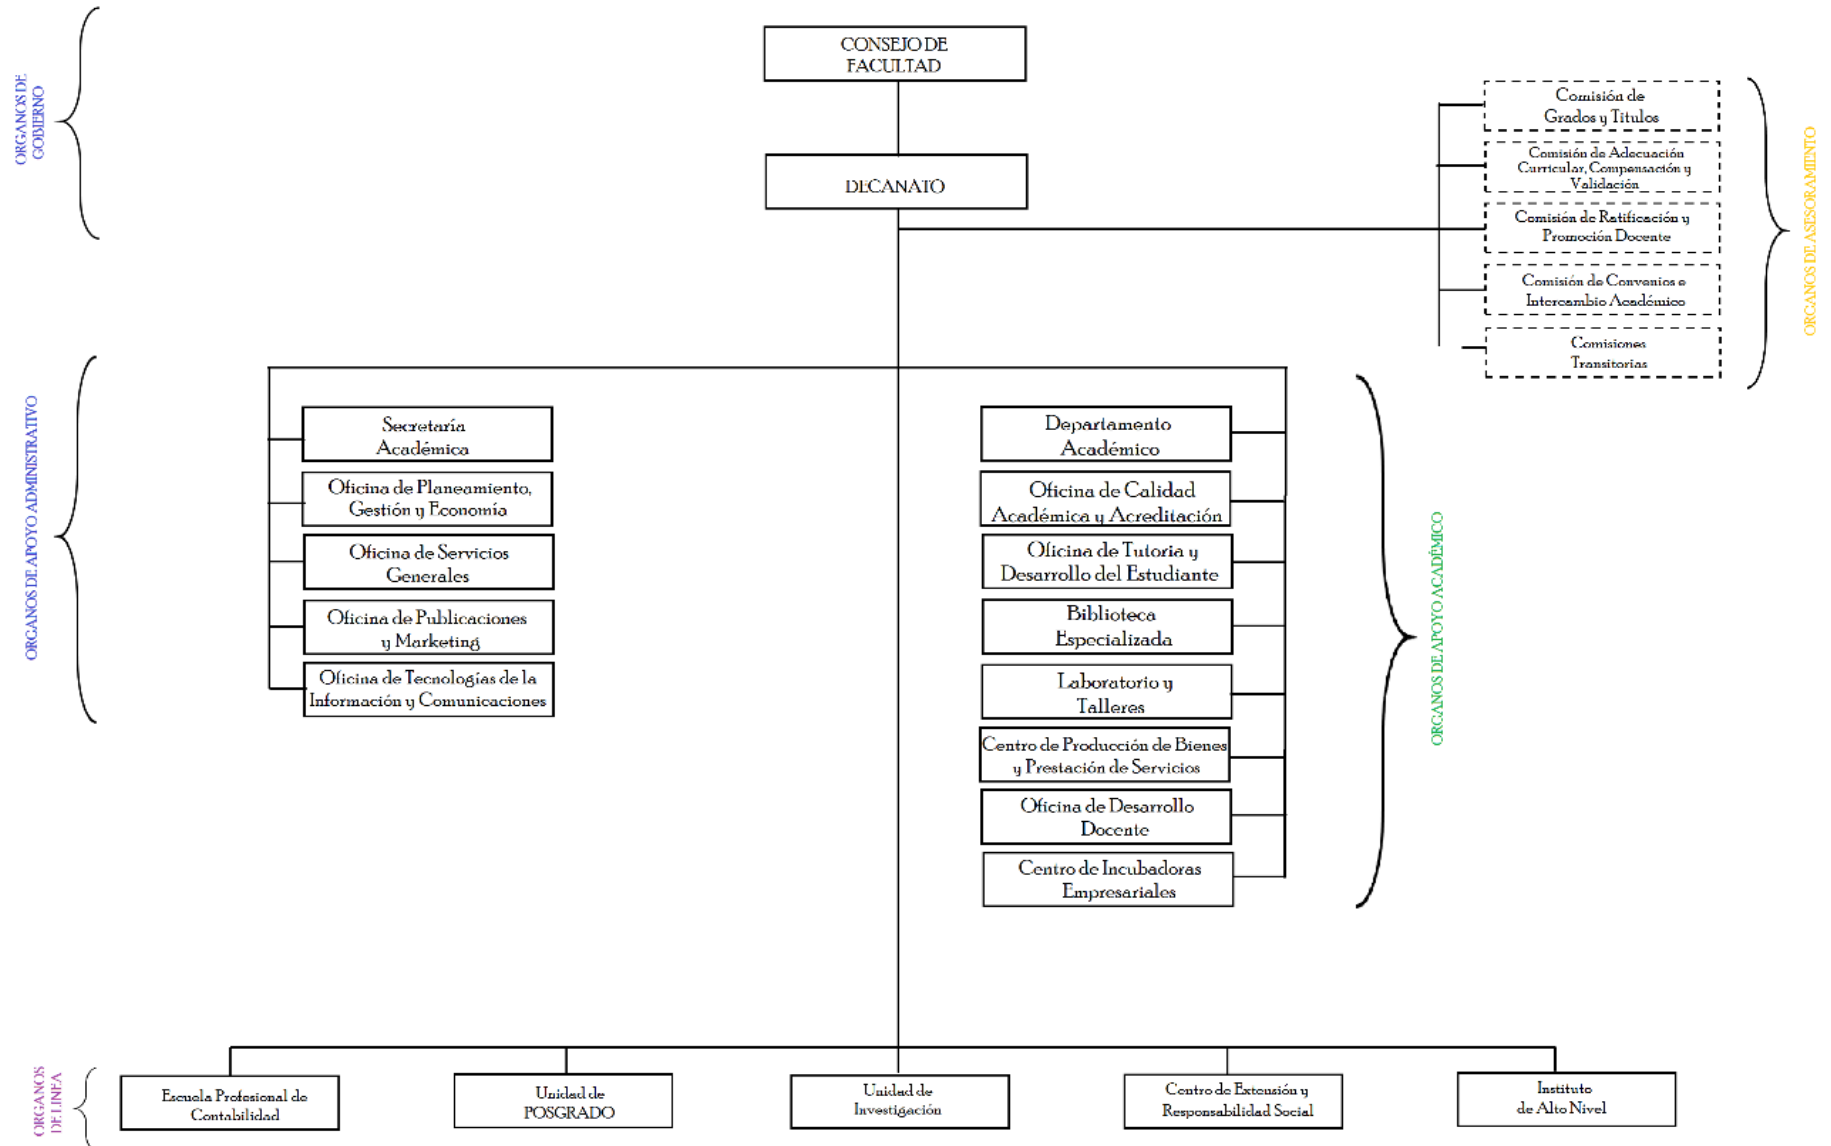 ORGANOS DE
GOBIERNO
CONSEJO DE
FACULTAD
DECANATO
Comisión de
Grados y Titulos
Comisión de Adecuación
Curricular, Compensación y
Validación
Comisión de Ratificación y
Promoción Docente
Comisión de Convenios e
Intercambio Académico
Comisiones
Transitorias
ORGANOS DE ASESORAMIENTO
ORGANOS DE APOYO ADMINISTRATIVO
Secretaría
Académica
Oficina de Planeamiento,
Gestión y Economía
Oficina de Servicios
Generales
Oficina de Publicaciones
y Marketing
Oficina de Tecnologías de la
Información y Comunicaciones
Departamento
Académico
Oficina de Calidad
Académica y Acreditación
Oficina de Tutoria y
Desarrollo del Estudiante
Biblioteca
Especializada
Laboratorio y
Talleres
Centro de Producción de Bienes
y Prestación de Servicios
Oficina de Desarrollo
Docente
Centro de Incubadoras
Empresariales
ORGANOS DE APOYO ACADÉMICO
ORGANOS
DE LINEA
Escuela Profesional de
Contabilidad
Unidad de
POSGRADO
Unidad de
Investigación
Centro de Extensión y
Responsabilidad Social
Instituto
de Alto Nivel